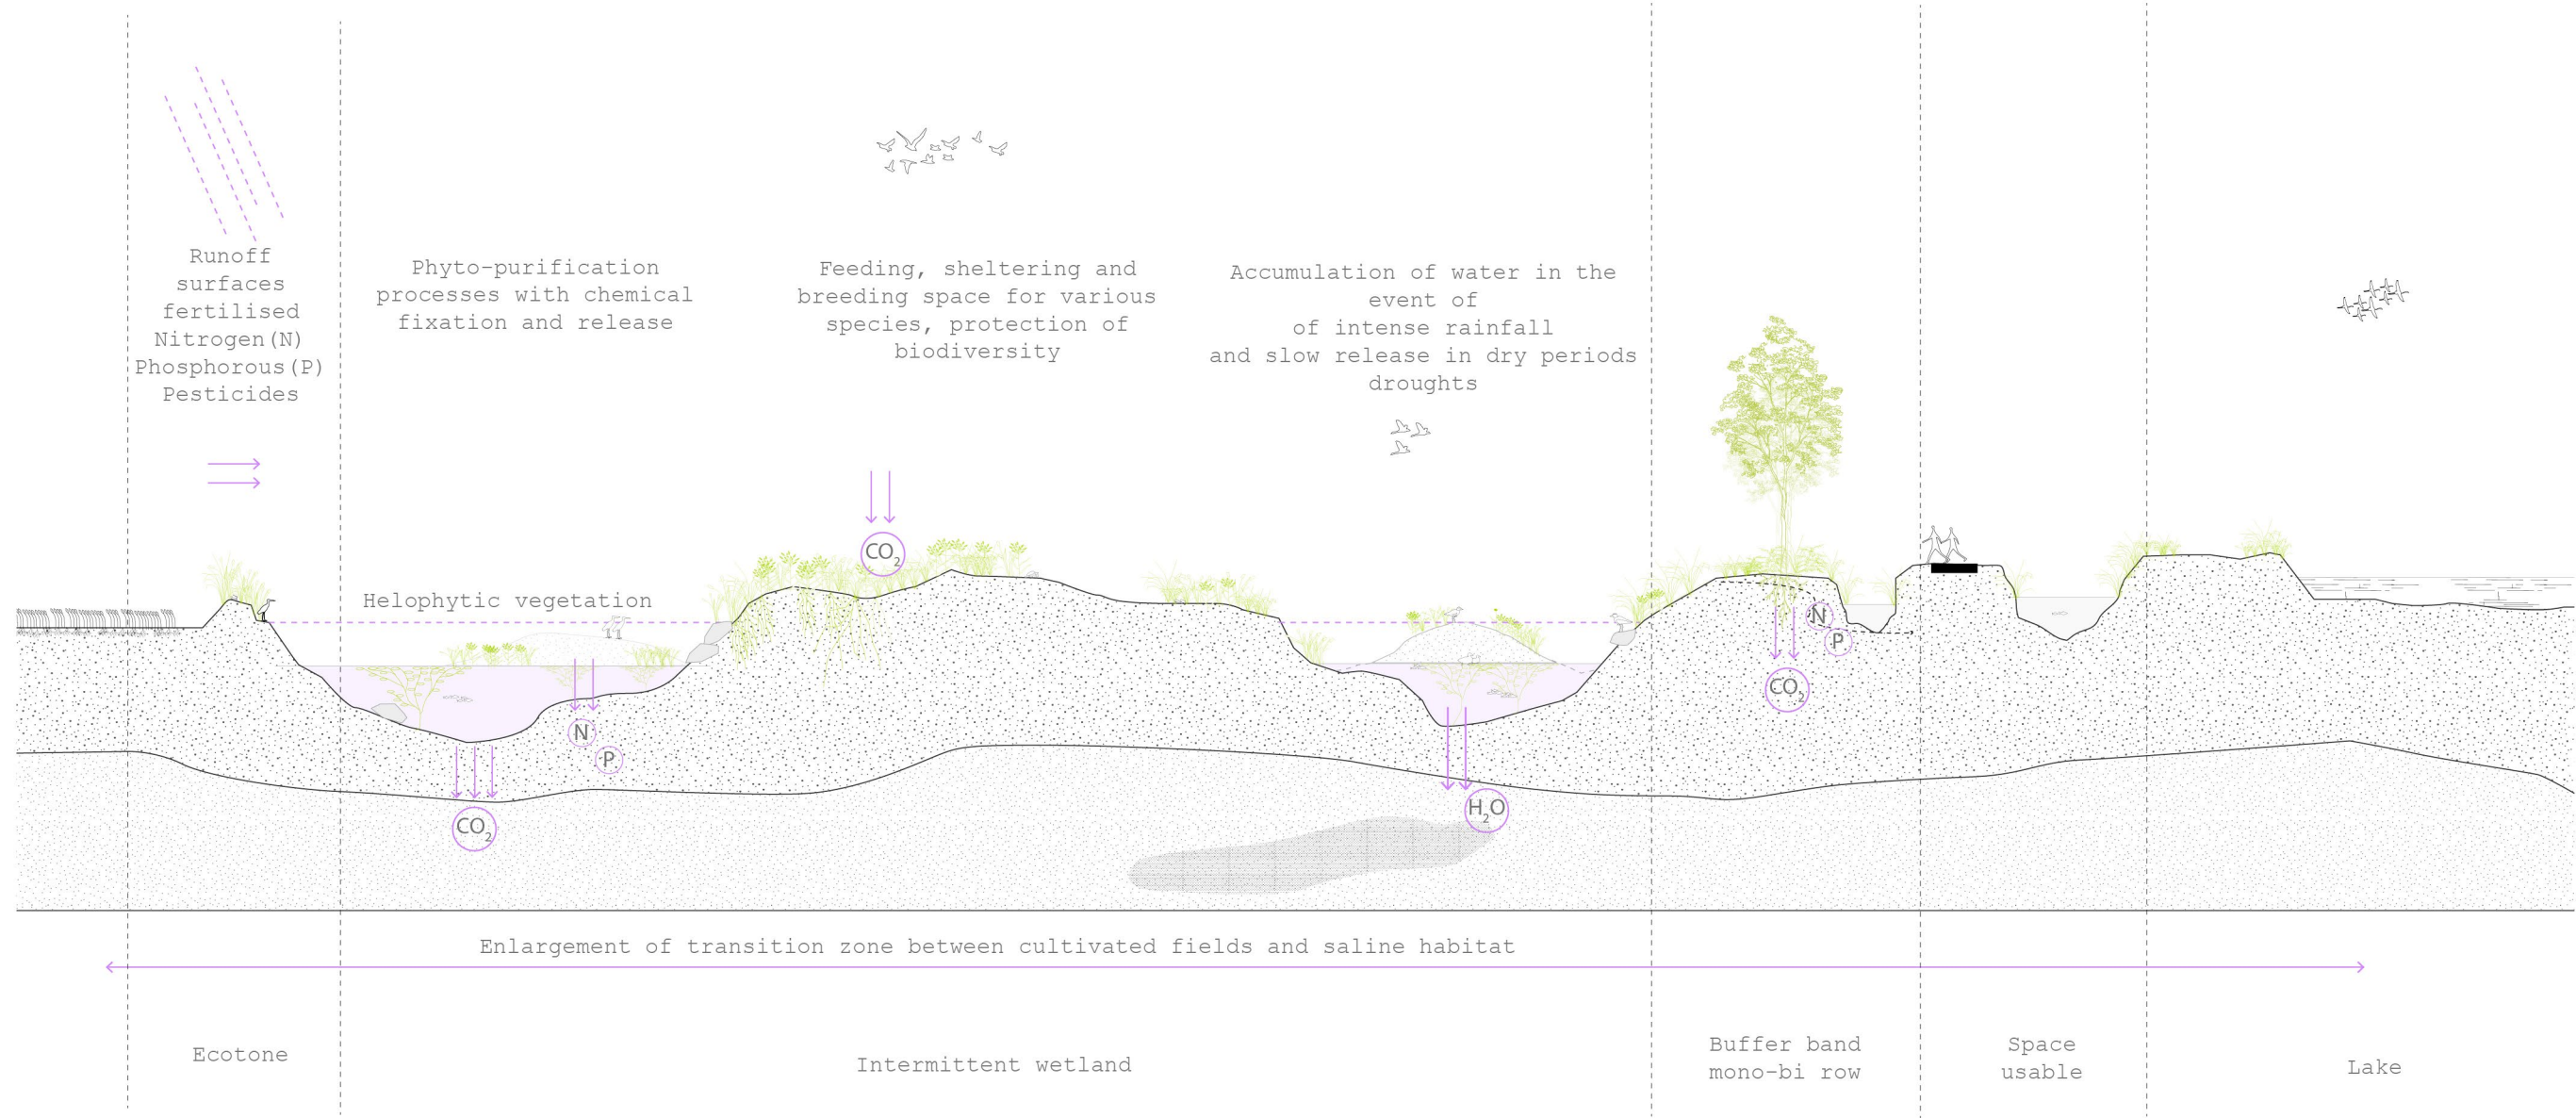 Runoff
surfaces
fertilised
Nitrogen(N)
Phosphorous(P)
Pesticides
Phyto-purification
processes with chemical
fixation and release
Feeding, sheltering and
breeding space for various
species, protection of
biodiversity
Accumulation of water in the
event of
of intense rainfall
and slow release in dry periods
droughts
CO2
Helophytic vegetation
N
P
CO2
N
P
CO2
H2O
Enlargement of transition zone between cultivated fields and saline habitat
Ecotone
Intermittent wetland
Buffer band
mono-bi row
Space
usable
Lake